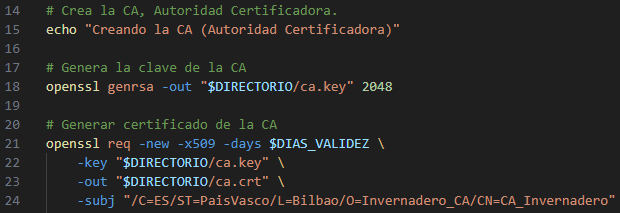 14 # Crea la CA, Autoridad Certificadora.
15 echo "Creando la CA (Autoridad Certificadora)"
16
17 # Genera la clave de la CA
18 openssl genrsa -out "$DIRECTORIO/ca.key" 2048
19
20 # Generar certificado de la CA
21 openssl req -new -x509 -days $DIAS_VALIDEZ \
22     -key "$DIRECTORIO/ca.key" \
23     -out "$DIRECTORIO/ca.crt" \
24     -subj "/C=ES/ST=PaisVasco/L=Bilbao/O=Invernadero_CA/CN=CA_Invernadero"